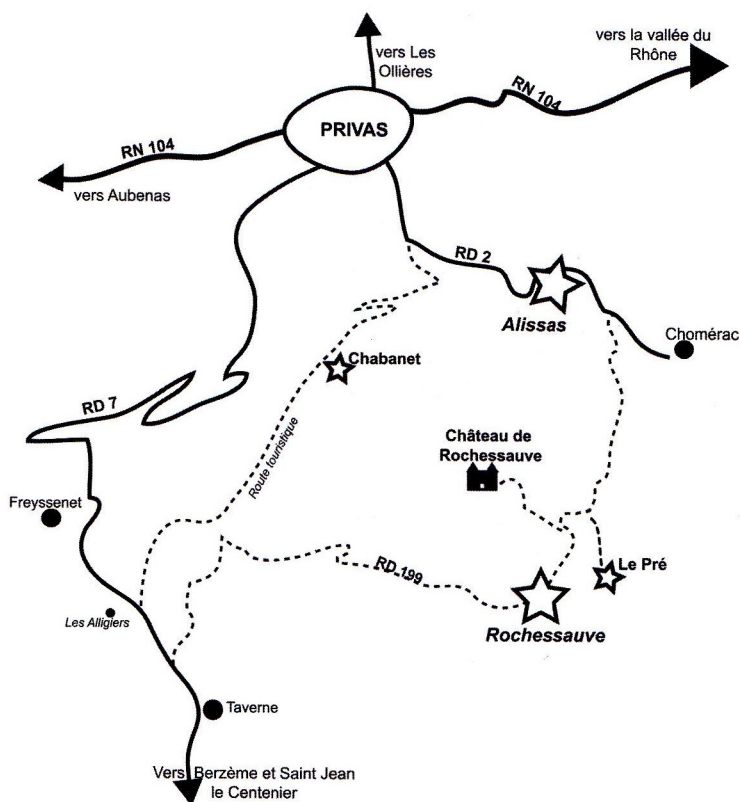 vers Les
Ollières
vers la vallée du
Rhône
RN 104
PRIVAS
RN 104
vers Aubenas
RD 2
Alissas
Chomérac
Chabanet
RD 7
Route touristique
Château de
Rochessauve
Freyssenet
RD 199
Le Pré
Les Alligiers
Rochessauve
Taverne
Vers Berzème et Saint Jean
le Centenier